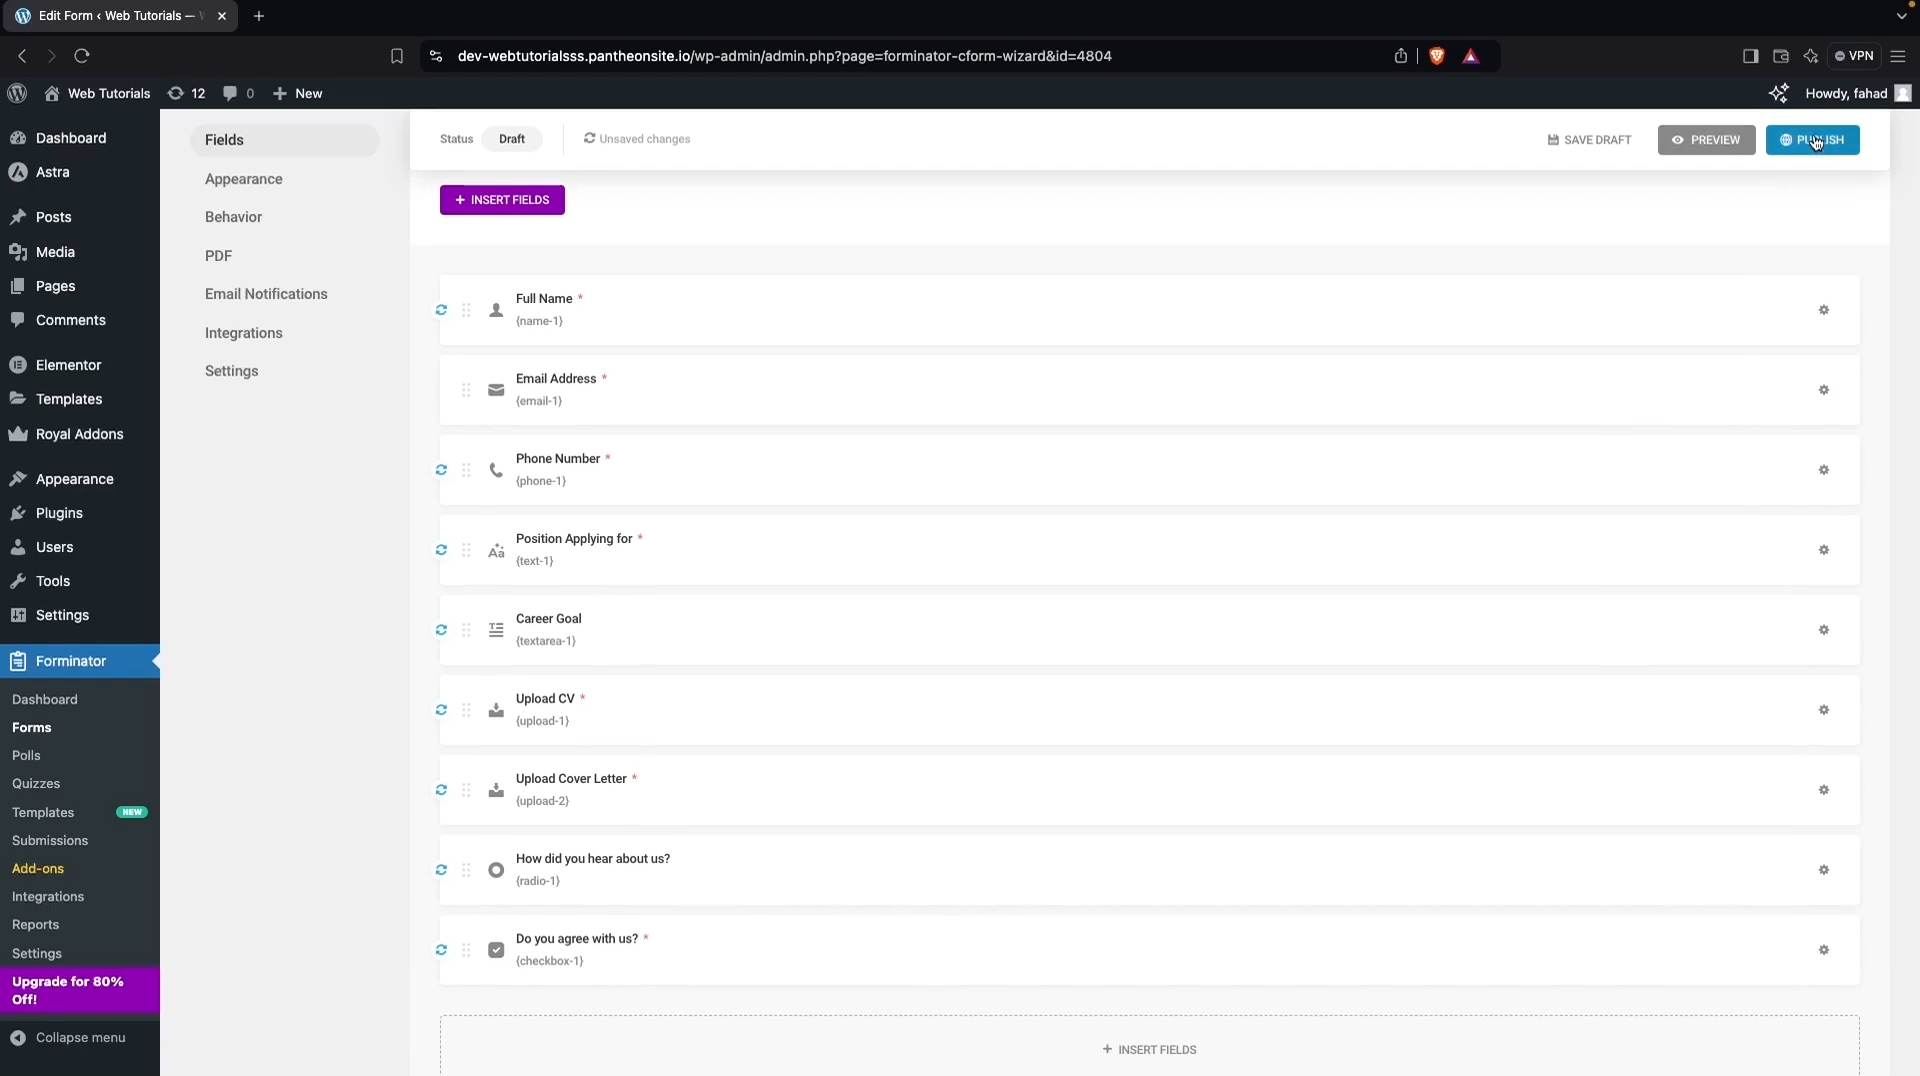 Edit Form ‹ Web Tutorials —
dev-webtutorialsss.pantheonsite.io/wp-admin/admin.php?page=forminator-cform-wizard&id=4804
VPN
Web Tutorials
12
0
New
Howdy, fahad
Dashboard
Astra
Posts
Media
Pages
Comments
Elementor
Templates
Royal Addons
Appearance
Plugins
Users
Tools
Settings
Forminator
Dashboard
Forms
Polls
Quizzes
Templates NEW
Submissions
Add-ons
Integrations
Reports
Settings
Upgrade for 80%
Off!
Collapse menu
Fields
Appearance
Behavior
PDF
Email Notifications
Integrations
Settings
Status Draft
Unsaved changes
SAVE DRAFT
PREVIEW
PUBLISH
+ INSERT FIELDS
Full Name *
{name-1}
Email Address *
{email-1}
Phone Number *
{phone-1}
Position Applying for *
{text-1}
Career Goal
{textarea-1}
Upload CV *
{upload-1}
Upload Cover Letter *
{upload-2}
How did you hear about us?
{radio-1}
Do you agree with us? *
{checkbox-1}
+ INSERT FIELDS